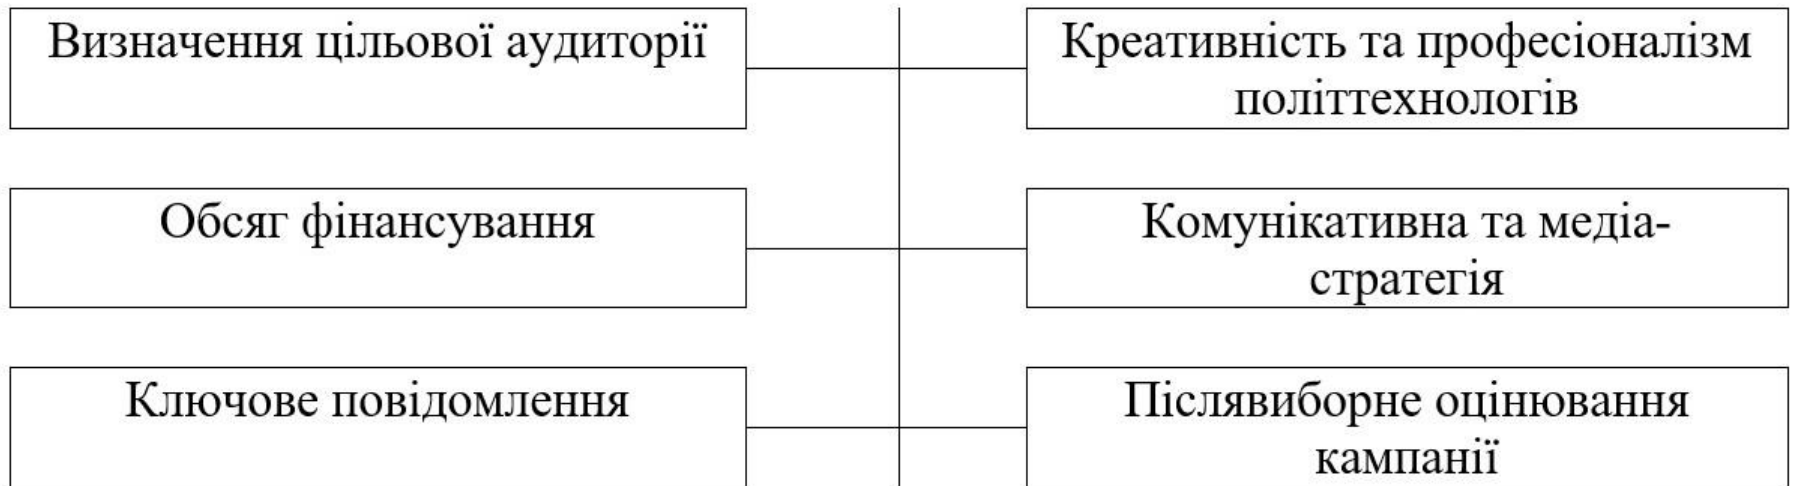 Визначення цільової аудиторії
Креативність та професіоналізм
політтехнологів
Обсяг фінансування
Комунікативна та медіа-
стратегія
Ключове повідомлення
Післявиборне оцінювання
кампанії